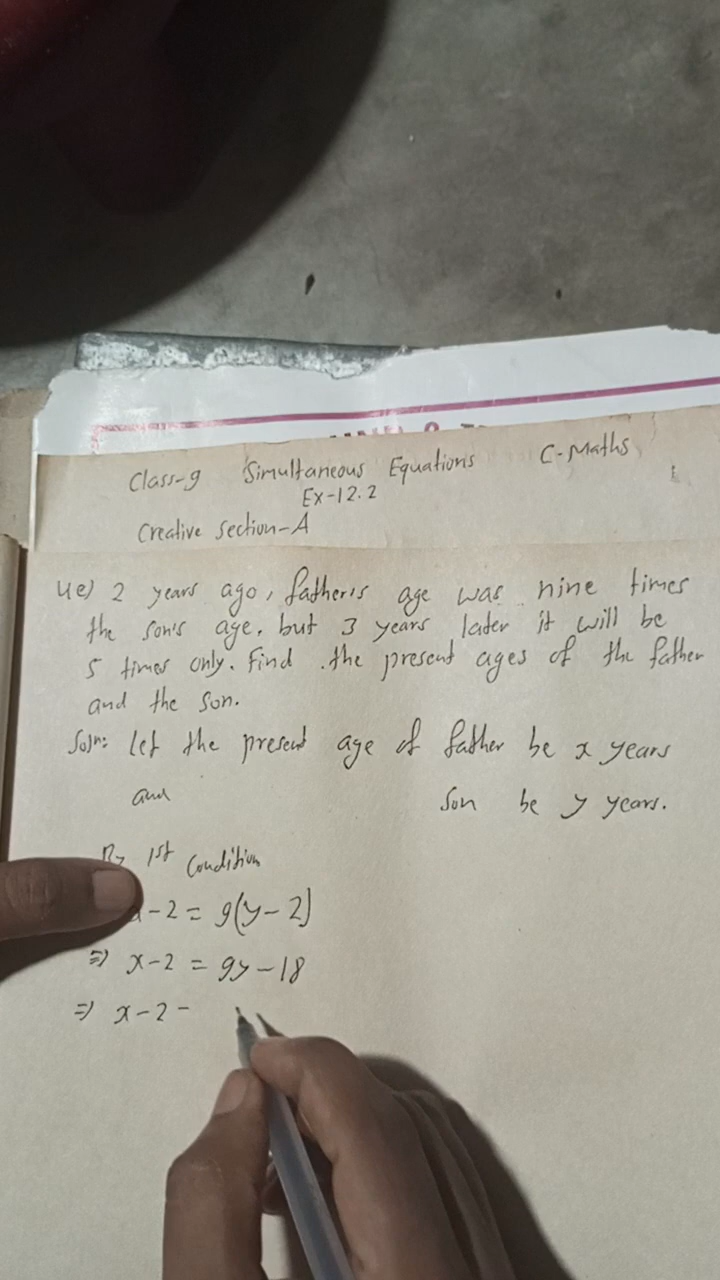 Class-9 Simultaneous Equations C-Maths
Ex-12.2
Creative section-A
4e) 2 years ago, father's age was nine times
the son's age, but 3 years later it will be
5 times only. Find the present ages of the father
and the son.
Soln: let the present age of father be x years
and son be y years.
By 1st Condition
x-2 = 9(y-2)
⇒ x-2 = 9y-18
⇒ x-2-